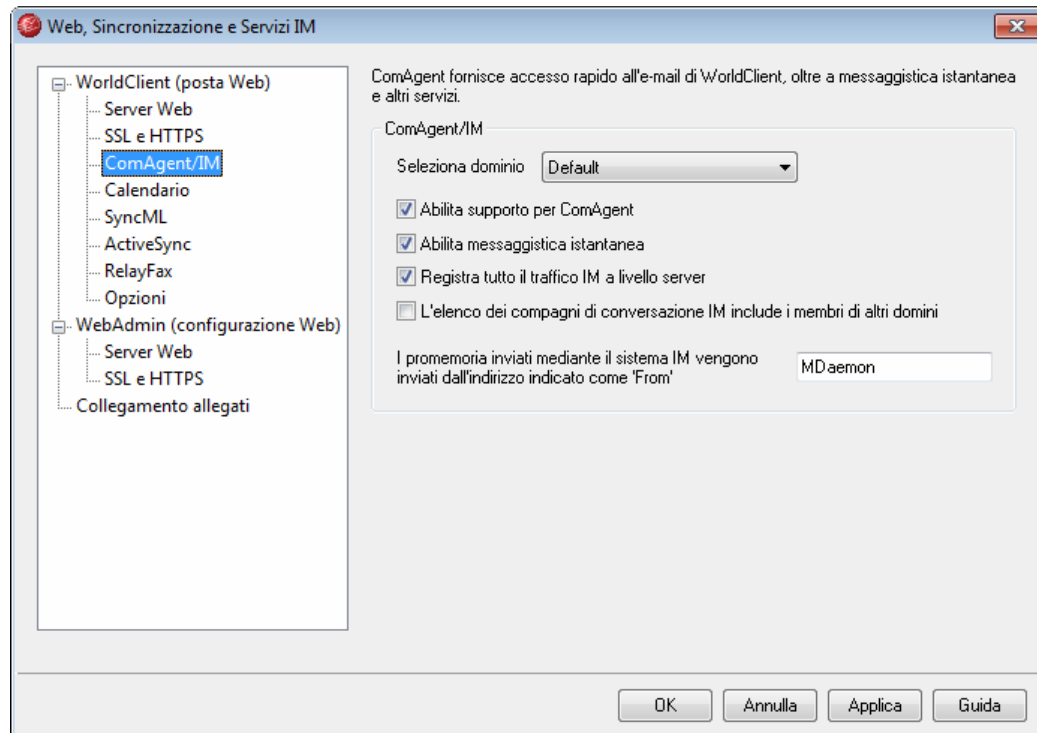 Web, Sincronizzazione e Servizi IM
WorldClient (posta Web)
Server Web
SSL e HTTPS
ComAgent/IM
Calendario
SyncML
ActiveSync
RelayFax
Opzioni
WebAdmin (configurazione Web)
Server Web
SSL e HTTPS
Collegamento allegati
ComAgent fornisce accesso rapido all'e-mail di WorldClient, oltre a messaggistica istantanea
e altri servizi.
ComAgent/IM
Seleziona dominio Default
Abilita supporto per ComAgent
Abilita messaggistica istantanea
Registra tutto il traffico IM a livello server
L'elenco dei compagni di conversazione IM include i membri di altri domini
I promemoria inviati mediante il sistema IM vengono
inviati dall'indirizzo indicato come 'From' MDaemon
OK Annulla Applica Guida